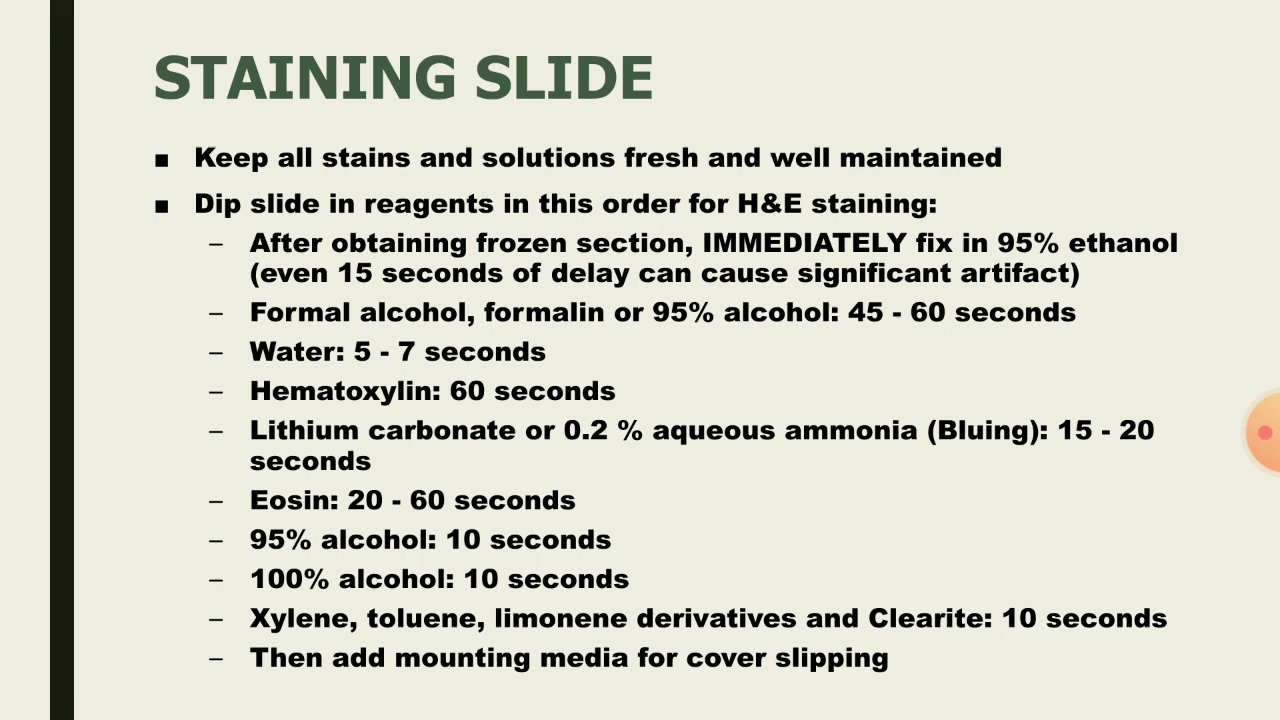 STAINING SLIDE
■ Keep all stains and solutions fresh and well maintained
■ Dip slide in reagents in this order for H&E staining:
– After obtaining frozen section, IMMEDIATELY fix in 95% ethanol
(even 15 seconds of delay can cause significant artifact)
– Formal alcohol, formalin or 95% alcohol: 45 - 60 seconds
– Water: 5 - 7 seconds
– Hematoxylin: 60 seconds
– Lithium carbonate or 0.2 % aqueous ammonia (Bluing): 15 - 20
seconds
– Eosin: 20 - 60 seconds
– 95% alcohol: 10 seconds
– 100% alcohol: 10 seconds
– Xylene, toluene, limonene derivatives and Clearite: 10 seconds
– Then add mounting media for cover slipping